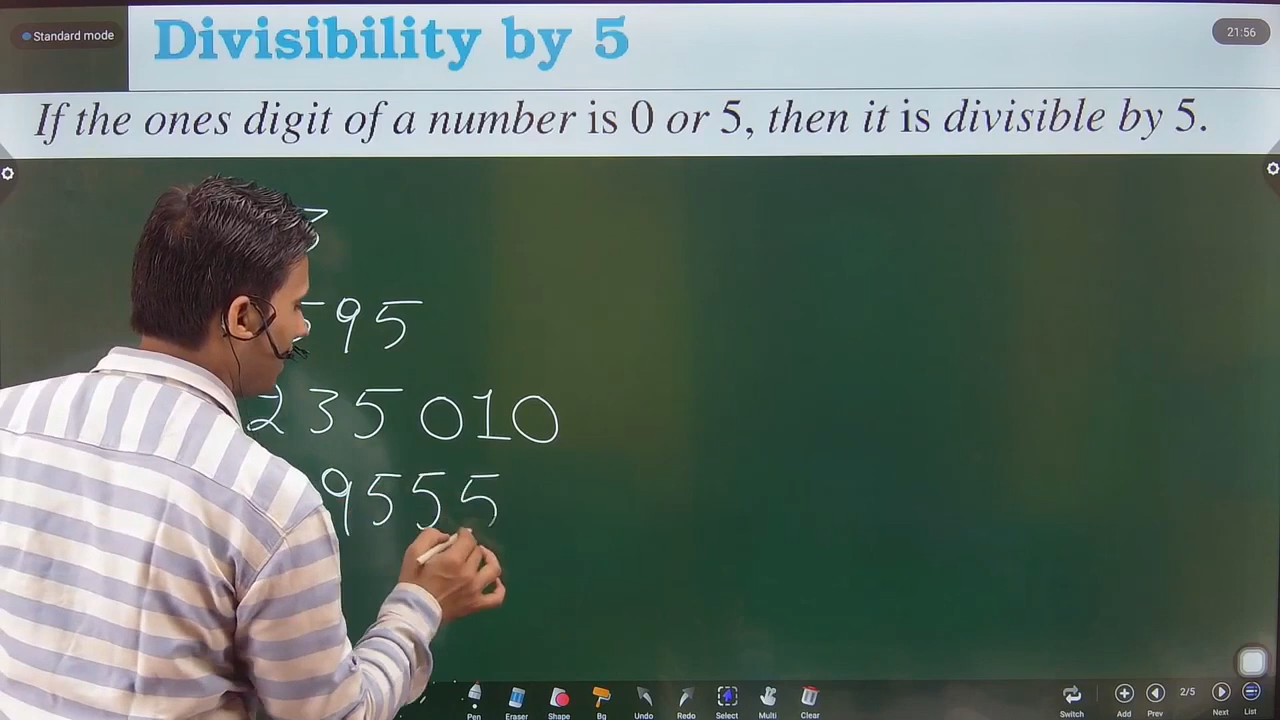 Standard mode
Divisibility by 5
21:56
If the ones digit of a number is 0 or 5, then it is divisible by 5.
3
595
235010
9555
Pen Eraser Shape Bg Undo Redo Select Multi Clear Switch Add Prev 2/5 Next List